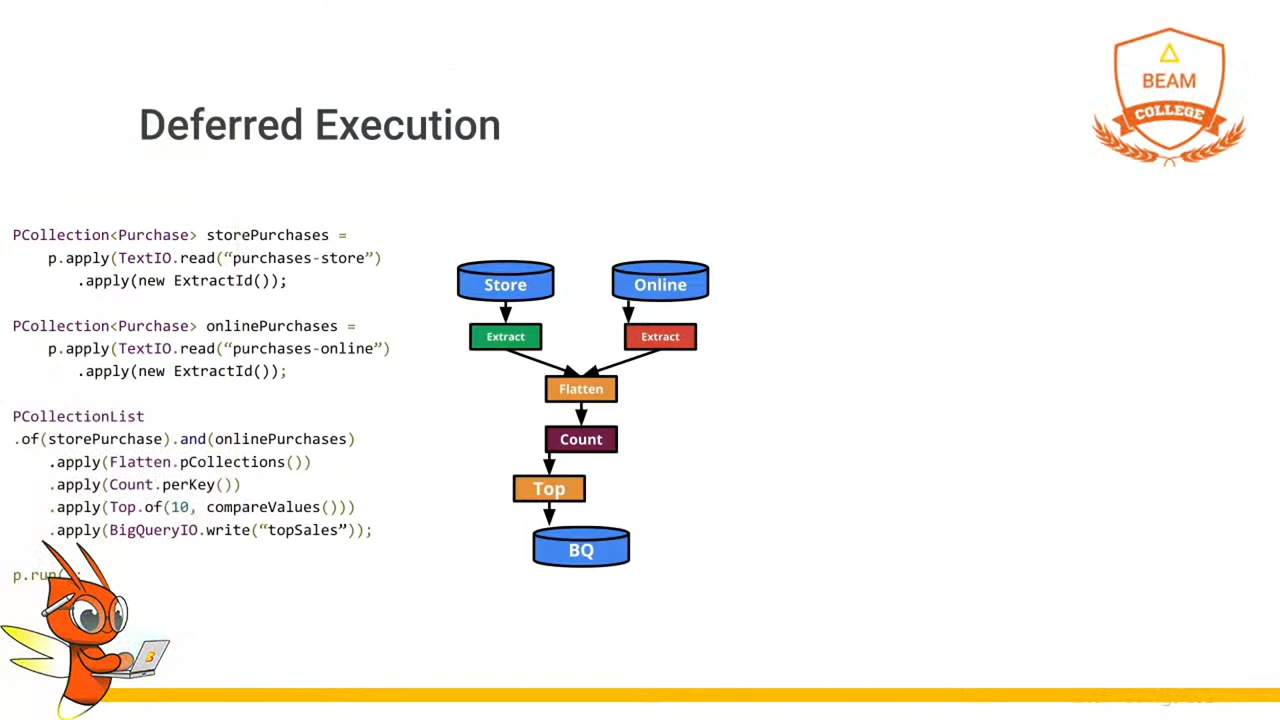 BEAM
COLLEGE
Deferred Execution
PCollection<Purchase> storePurchases =
p.apply(TextIO.read(“purchases-store”)
.apply(new ExtractId());
PCollection<Purchase> onlinePurchases =
p.apply(TextIO.read(“purchases-online”)
.apply(new ExtractId());
PCollectionList
.of(storePurchase).and(onlinePurchases)
.apply(Flatten.pCollections())
.apply(Count.perKey())
.apply(Top.of(10, compareValues()))
.apply(BigQueryIO.write(“topSales”));
p.run(
Store
Online
Extract
Extract
Flatten
Count
Top
BQ